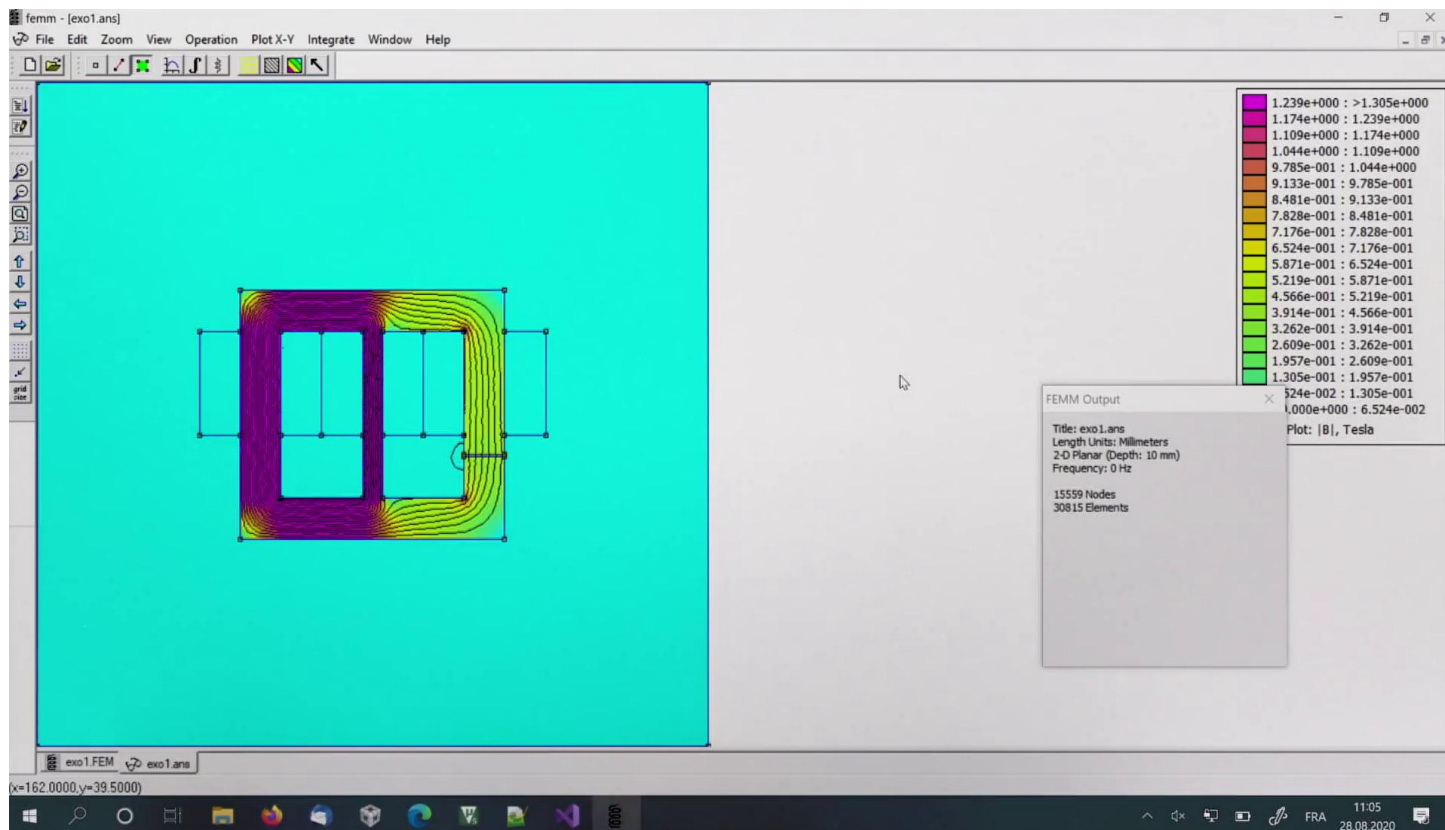 femm - [exo1.ans]
File Edit Zoom View Operation Plot X-Y Integrate Window Help
grid
size
1.239e+000 : >1.305e+000
1.174e+000 : 1.239e+000
1.109e+000 : 1.174e+000
1.044e+000 : 1.109e+000
9.785e-001 : 1.044e+000
9.133e-001 : 9.785e-001
8.481e-001 : 9.133e-001
7.828e-001 : 8.481e-001
7.176e-001 : 7.828e-001
6.524e-001 : 7.176e-001
5.871e-001 : 6.524e-001
5.219e-001 : 5.871e-001
4.566e-001 : 5.219e-001
3.914e-001 : 4.566e-001
3.262e-001 : 3.914e-001
2.609e-001 : 3.262e-001
1.957e-001 : 2.609e-001
1.305e-001 : 1.957e-001
524e-002 : 1.305e-001
.000e+000 : 6.524e-002
Plot: |B|, Tesla
FEMM Output
Title: exo1.ans
Length Units: Millimeters
2-D Planar (Depth: 10 mm)
Frequency: 0 Hz
15559 Nodes
30815 Elements
exo1.FEM exo1.ans
(x=162.0000,y=39.5000)
FRA
11:05
28.08.2020